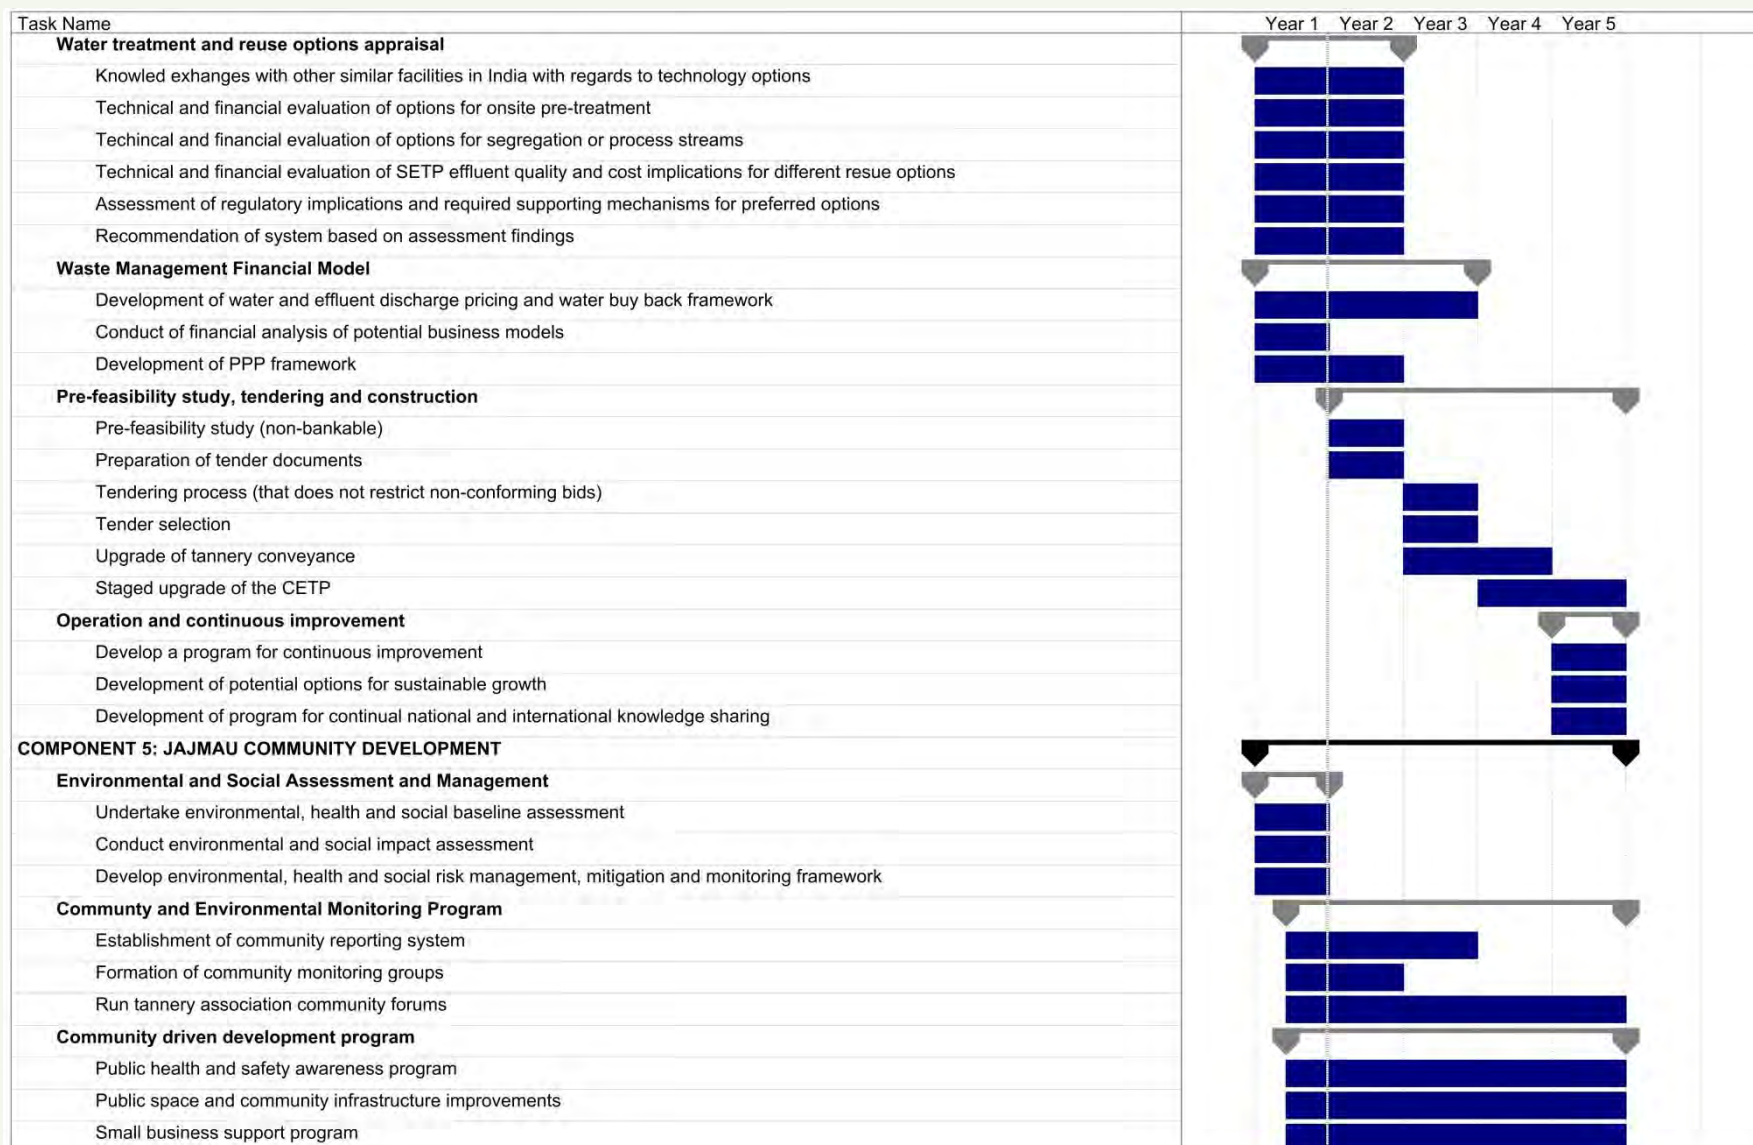 Task Name Year 1 Year 2 Year 3 Year 4 Year 5
Water treatment and reuse options appraisal
Knowled exhanges with other similar facilities in India with regards to technology options
Technical and financial evaluation of options for onsite pre-treatment
Techincal and financial evaluation of options for segregation or process streams
Technical and financial evaluation of SETP effluent quality and cost implications for different resue options
Assessment of regulatory implications and required supporting mechanisms for preferred options
Recommendation of system based on assessment findings
Waste Management Financial Model
Development of water and effluent discharge pricing and water buy back framework
Conduct of financial analysis of potential business models
Development of PPP framework
Pre-feasibility study, tendering and construction
Pre-feasibility study (non-bankable)
Preparation of tender documents
Tendering process (that does not restrict non-conforming bids)
Tender selection
Upgrade of tannery conveyance
Staged upgrade of the CETP
Operation and continuous improvement
Develop a program for continuous improvement
Development of potential options for sustainable growth
Development of program for continual national and international knowledge sharing
COMPONENT 5: JAJMAU COMMUNITY DEVELOPMENT
Environmental and Social Assessment and Management
Undertake environmental, health and social baseline assessment
Conduct environmental and social impact assessment
Develop environmental, health and social risk management, mitigation and monitoring framework
Communty and Environmental Monitoring Program
Establishment of community reporting system
Formation of community monitoring groups
Run tannery association community forums
Community driven development program
Public health and safety awareness program
Public space and community infrastructure improvements
Small business support program